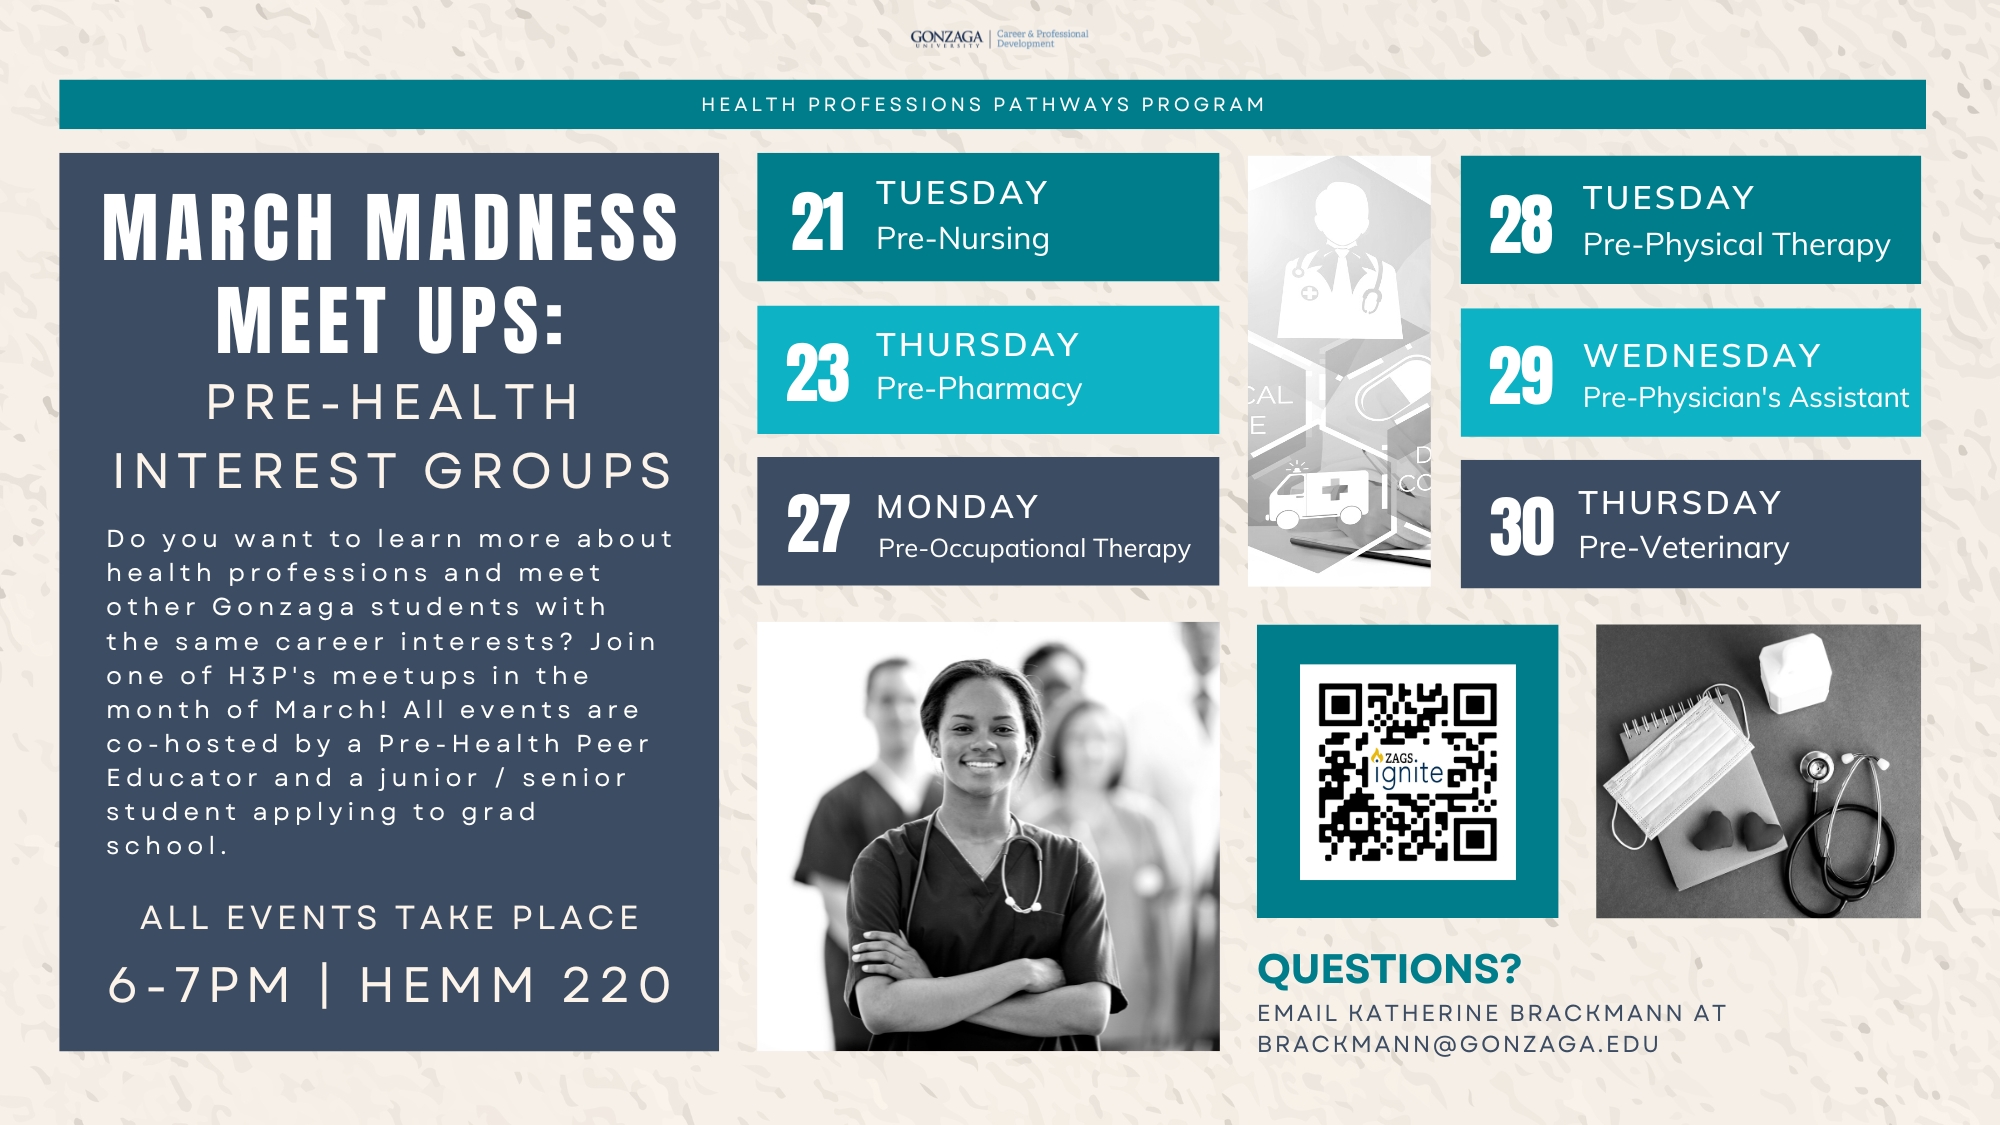 GONZAGA
UNIVERSITY
Career & Professional
Development
HEALTH PROFESSIONS PATHWAYS PROGRAM
MARCH MADNESS
MEET UPS:
PRE-HEALTH
INTEREST GROUPS
Do you want to learn more about
health professions and meet
other Gonzaga students with
the same career interests? Join
one of H3P's meetups in the
month of March! All events are
co-hosted by a Pre-Health Peer
Educator and a junior / senior
student applying to grad
school.
ALL EVENTS TAKE PLACE
6-7PM | HEMM 220
21
TUESDAY
Pre-Nursing
23
THURSDAY
Pre-Pharmacy
27
MONDAY
Pre-Occupational Therapy
CAL
E
D
CO
28
TUESDAY
Pre-Physical Therapy
29
WEDNESDAY
Pre-Physician's Assistant
30
THURSDAY
Pre-Veterinary
ZAGS.
ignite
QUESTIONS?
EMAIL KATHERINE BRACKMANN AT
BRACKMANN@GONZAGA.EDU